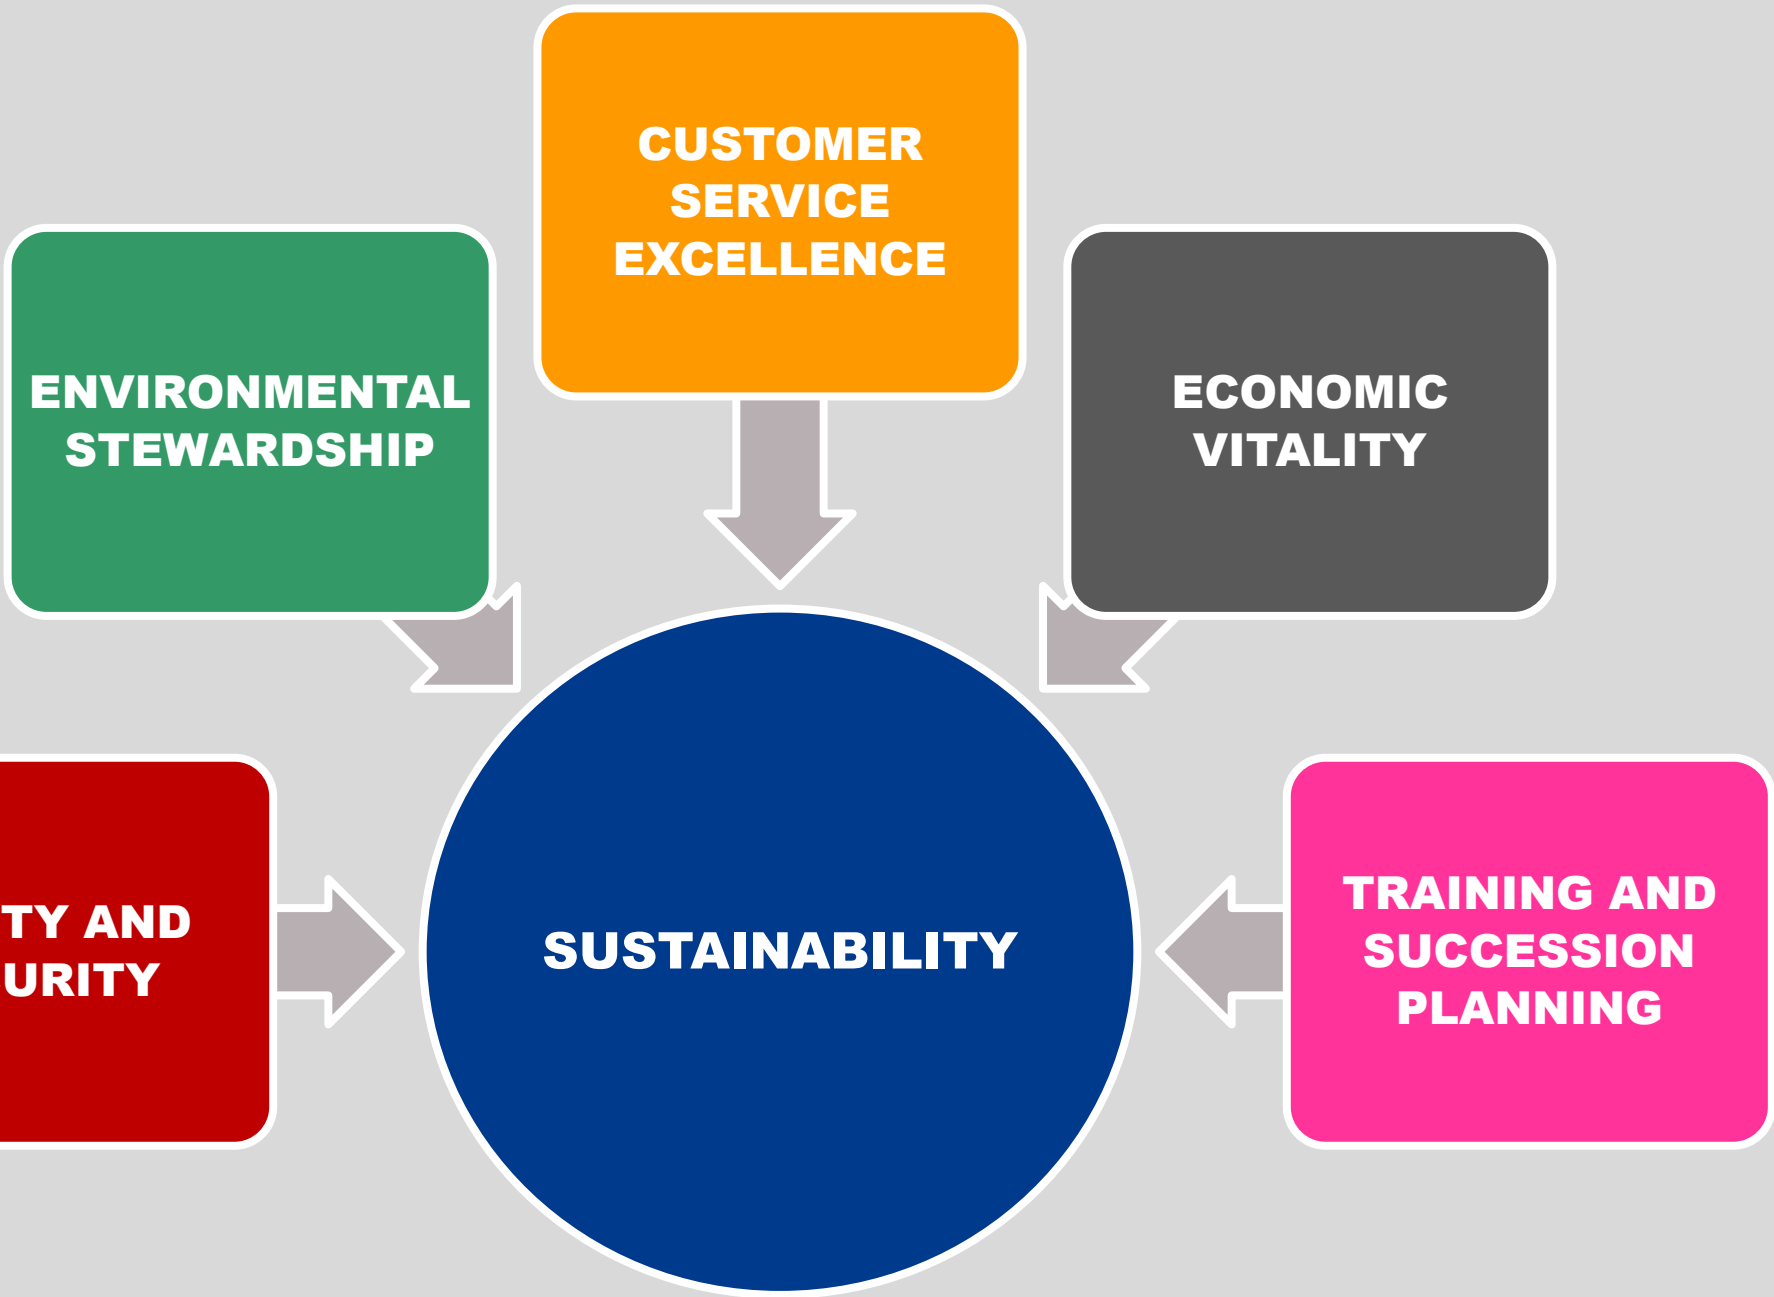 CUSTOMER
SERVICE
EXCELLENCE
ENVIRONMENTAL
STEWARDSHIP
ECONOMIC
VITALITY
TY AND
URITY
SUSTAINABILITY
TRAINING AND
SUCCESSION
PLANNING